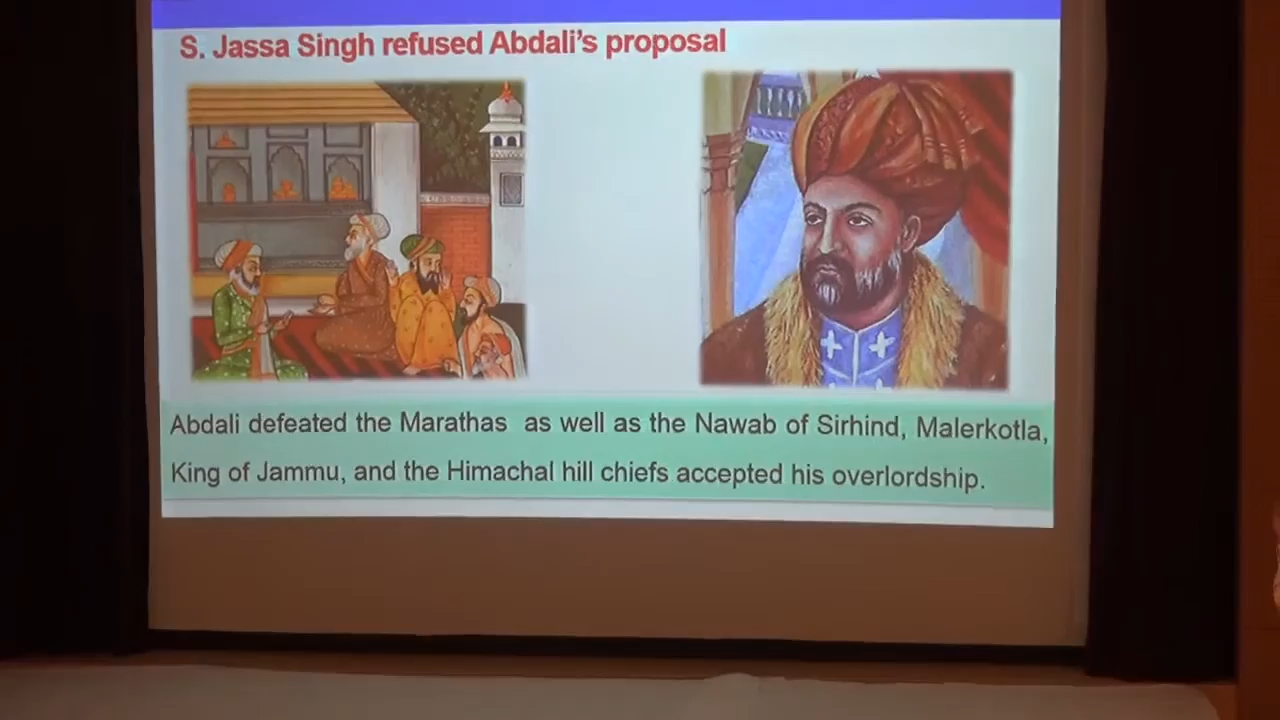 S. Jassa Singh refused Abdali's proposal
Abdali defeated the Marathas as well as the Nawab of Sirhind, Malerkotla,
King of Jammu, and the Himachal hill chiefs accepted his overlordship.